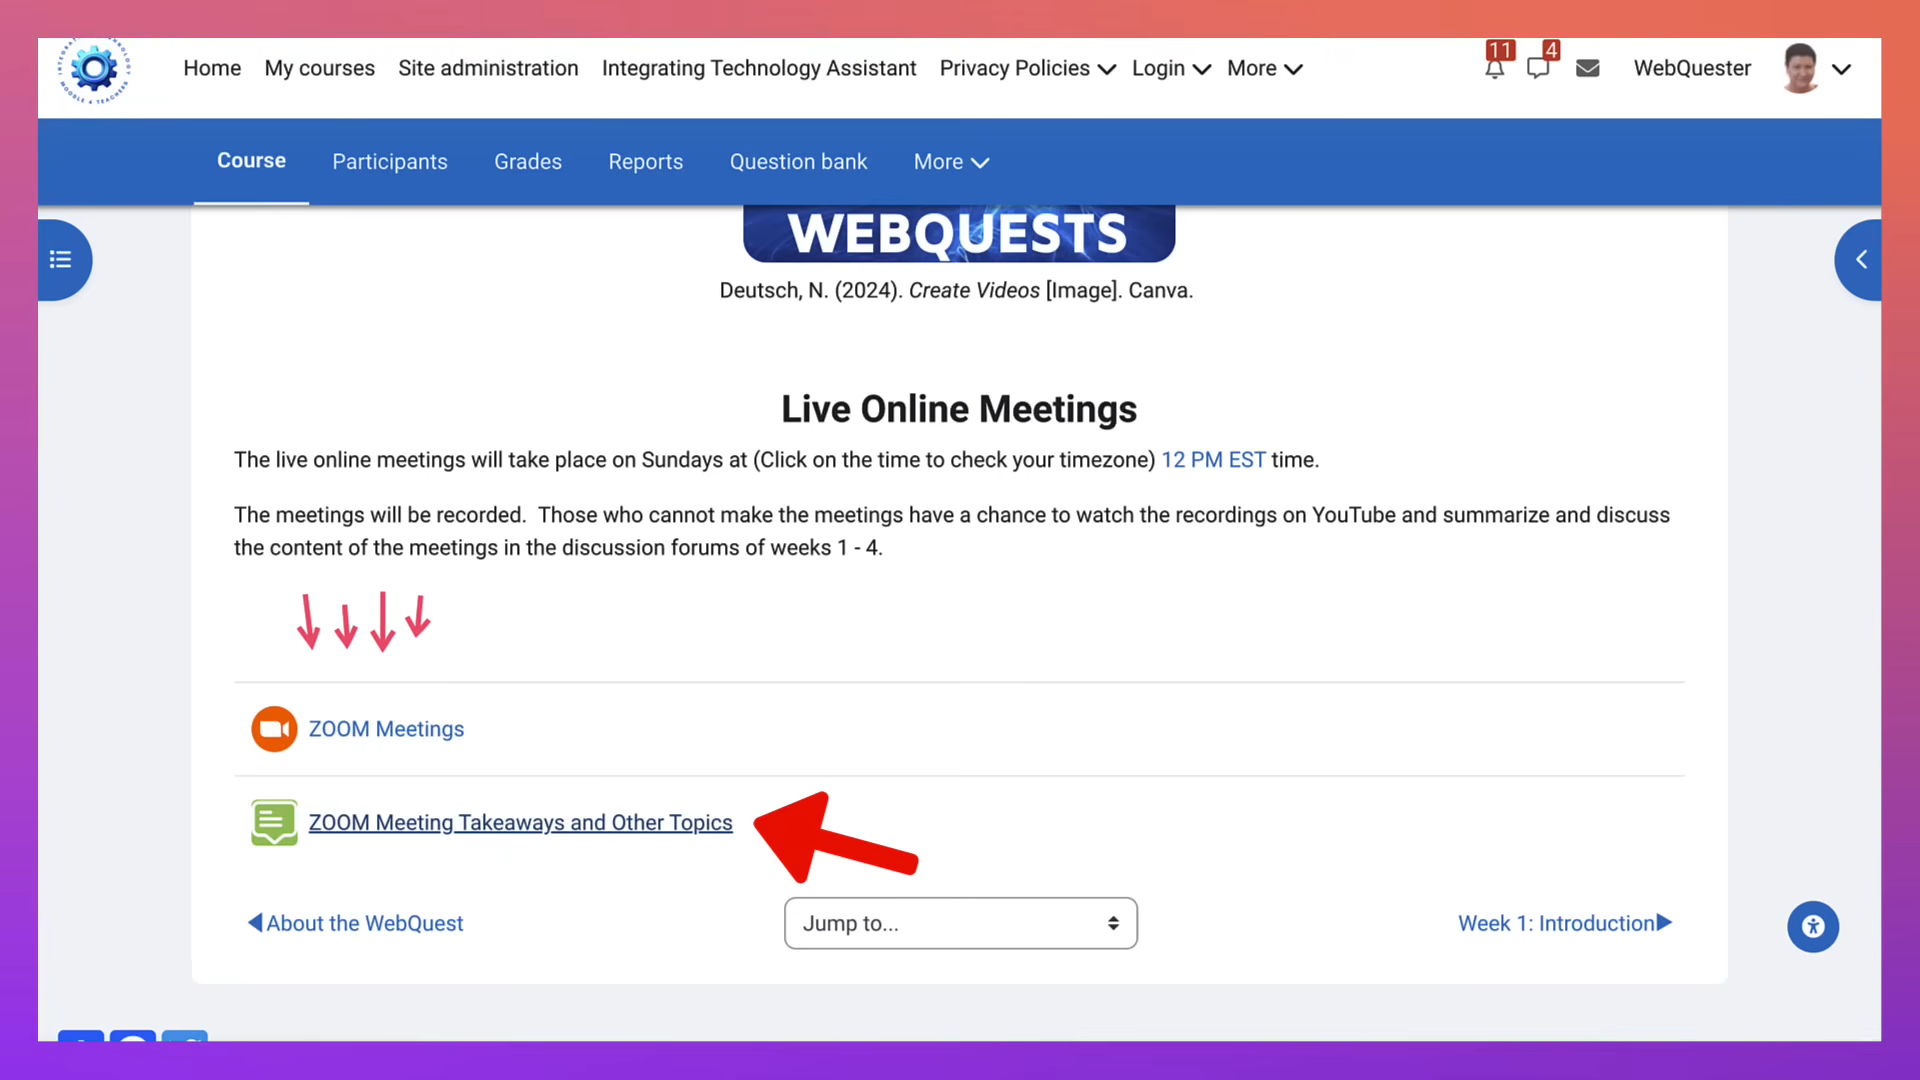 Home My courses Site administration Integrating Technology Assistant Privacy Policies Login More 11 4 WebQuester
MOODLE 4 TEACHERS
Course Participants Grades Reports Question bank More
WEBQUESTS
Deutsch, N. (2024). Create Videos [Image]. Canva.
Live Online Meetings
The live online meetings will take place on Sundays at (Click on the time to check your timezone) 12 PM EST time.
The meetings will be recorded.  Those who cannot make the meetings have a chance to watch the recordings on YouTube and summarize and discuss
the content of the meetings in the discussion forums of weeks 1 - 4.
ZOOM Meetings
ZOOM Meeting Takeaways and Other Topics
About the WebQuest Jump to... Week 1: Introduction